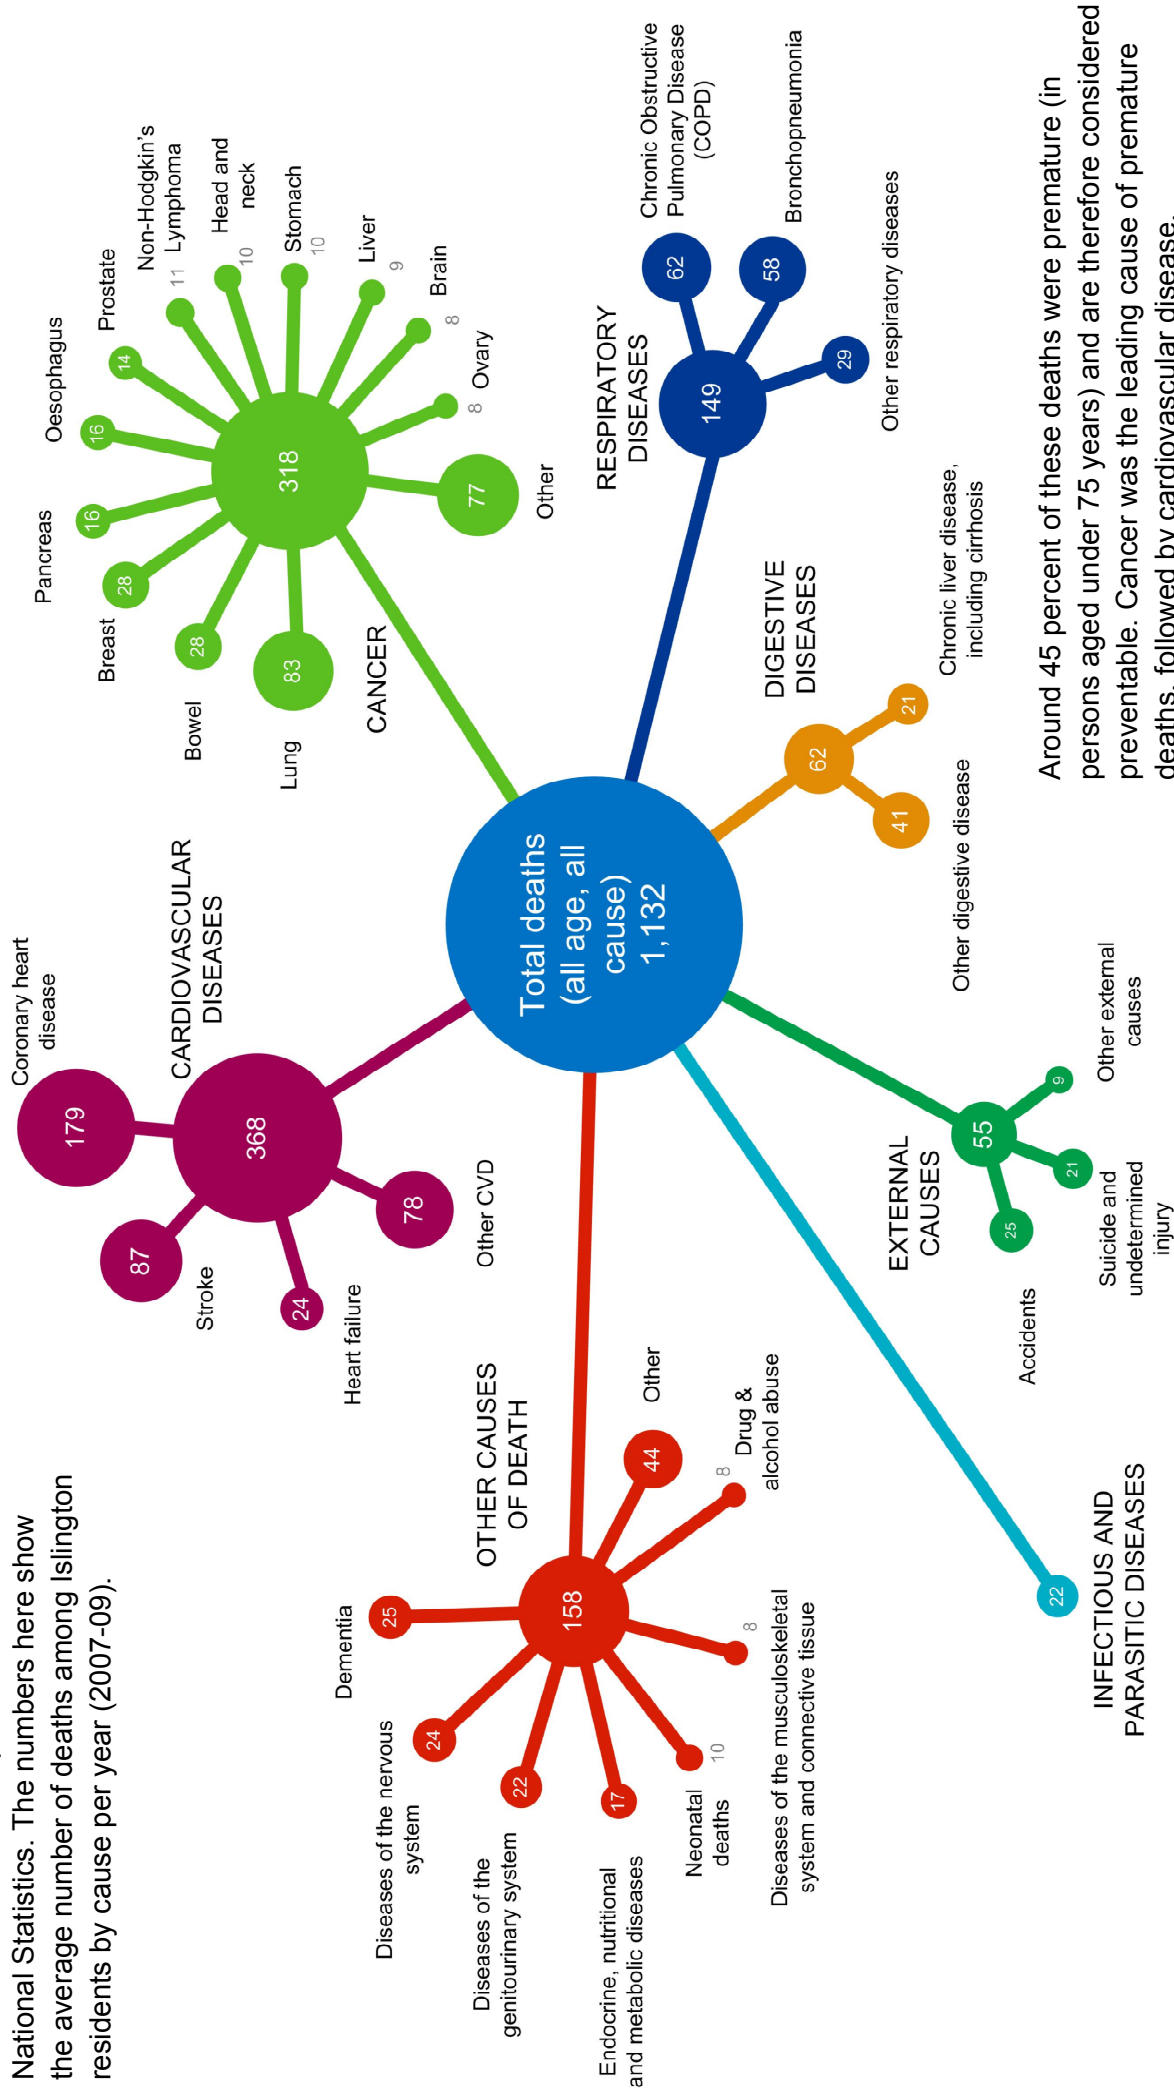 National Statistics. The numbers here show
the average number of deaths among Islington
residents by cause per year (2007-09).
Total deaths
(all age, all
cause)
1,132
CARDIOVASCULAR
DISEASES
368
Coronary heart
disease
179
Stroke
87
Heart failure
24
Other CVD
78
CANCER
318
Lung
83
Bowel
28
Breast
28
Pancreas
16
Oesophagus
16
Prostate
14
Non-Hodgkin's
Lymphoma
11
Head and
neck
10
Stomach
10
Liver
9
Brain
8
Ovary
8
Other
77
RESPIRATORY
DISEASES
149
Chronic Obstructive
Pulmonary Disease
(COPD)
62
Bronchopneumonia
58
Other respiratory diseases
29
DIGESTIVE
DISEASES
62
Chronic liver disease,
including cirrhosis
21
Other digestive disease
41
EXTERNAL
CAUSES
55
Other external
causes
9
Suicide and
undetermined
injury
21
Accidents
25
INFECTIOUS AND
PARASITIC DISEASES
22
OTHER CAUSES
OF DEATH
158
Dementia
25
Diseases of the nervous
system
24
Diseases of the
genitourinary system
22
Endocrine, nutritional
and metabolic diseases
17
Neonatal
deaths
10
Diseases of the musculoskeletal
system and connective tissue
8
Drug &
alcohol abuse
8
Other
44
Around 45 percent of these deaths were premature (in
persons aged under 75 years) and are therefore considered
preventable. Cancer was the leading cause of premature
deaths, followed by cardiovascular disease.